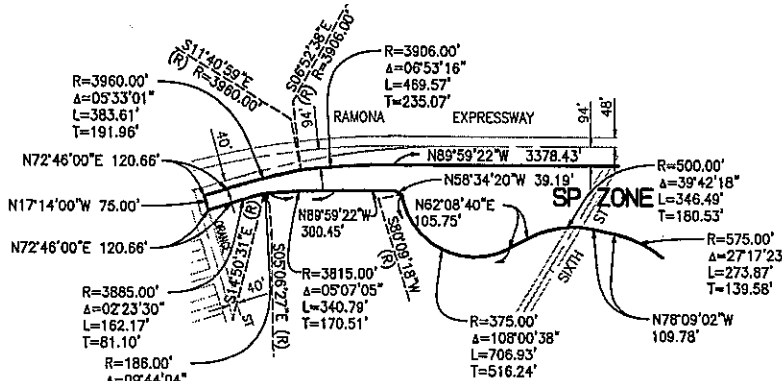 S11°40'59"E
(R) R=3960.00'
S06°52'38"E
(R) R=3906.00'
R=3906.00'
Δ=06°53'16"
L=469.57'
T=235.07'
R=3960.00'
Δ=05°33'01"
L=383.61'
T=191.96'
40'
94'
RAMONA EXPRESSWAY
94'
48'
N72°46'00"E 120.66'
N89°59'22"W 3378.43'
R=500.00'
Δ=39°42'18"
L=346.49'
T=180.53'
N58°34'20"W 39.19'
N17°14'00"W 75.00'
N62°08'40"E
105.75'
SP ZONE
ST
SIXTH
N72°46'00"E 120.66'
ORANGE
ST
S14°50'31"E (R)
40'
S05°06'27"E (R)
N89°59'22"W
300.45'
S80°09'18"W
(R)
R=575.00'
Δ=27°17'23
L=273.87'
T=139.58'
R=3885.00'
Δ=02°23'30"
L=162.17'
T=81.10'
R=3815.00'
Δ=05°07'05"
L=340.79'
T=170.51'
R=375.00'
Δ=108°00'38"
L=706.93'
T=516.24'
N78°09'02"W
109.78'
R=186.00'
Δ=09°44'04"